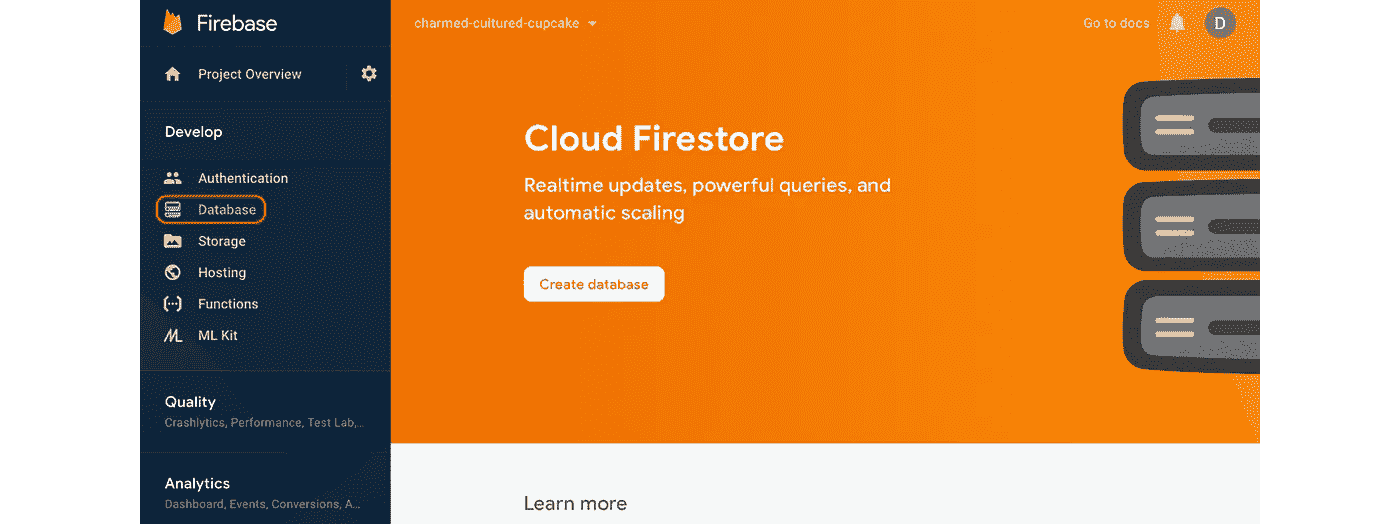 Firebase
Project Overview
Develop
Authentication
Database
Storage
Hosting
Functions
ML Kit
Quality
Crashlytics, Performance, Test Lab,...
Analytics
Dashboard, Events, Conversions, A...
charmed-cultured-cupcake
Go to docs
D
Cloud Firestore
Realtime updates, powerful queries, and
automatic scaling
Create database
Learn more